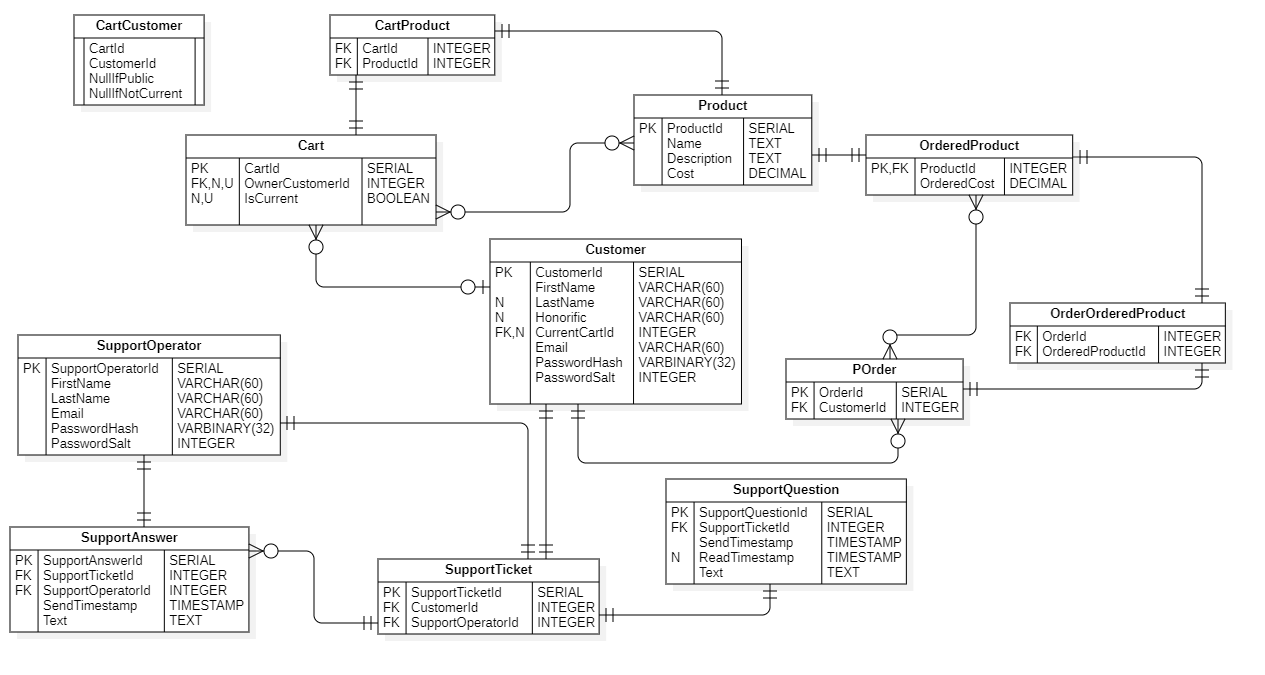 CartCustomer
CartId
CustomerId
NullIfPublic
NullIfNotCurrent
CartProduct
FK CartId INTEGER
FK ProductId INTEGER
Product
PK ProductId SERIAL
Name TEXT
Description TEXT
Cost DECIMAL
Cart
PK CartId SERIAL
FK,N,U OwnerCustomerId INTEGER
N,U IsCurrent BOOLEAN
OrderedProduct
PK,FK ProductId INTEGER
OrderedCost DECIMAL
Customer
PK CustomerId SERIAL
FirstName VARCHAR(60)
N LastName VARCHAR(60)
N Honorific VARCHAR(60)
FK,N CurrentCartId INTEGER
Email VARCHAR(60)
PasswordHash VARBINARY(32)
PasswordSalt INTEGER
OrderOrderedProduct
FK OrderId INTEGER
FK OrderedProductId INTEGER
SupportOperator
PK SupportOperatorId SERIAL
FirstName VARCHAR(60)
LastName VARCHAR(60)
Email VARCHAR(60)
PasswordHash VARBINARY(32)
PasswordSalt INTEGER
POrder
PK OrderId SERIAL
FK CustomerId INTEGER
SupportQuestion
PK SupportQuestionId SERIAL
FK SupportTicketId INTEGER
SendTimestamp TIMESTAMP
N ReadTimestamp TIMESTAMP
Text TEXT
SupportAnswer
PK SupportAnswerId SERIAL
FK SupportTicketId INTEGER
FK SupportOperatorId INTEGER
SendTimestamp TIMESTAMP
Text TEXT
SupportTicket
PK SupportTicketId SERIAL
FK CustomerId INTEGER
FK SupportOperatorId INTEGER